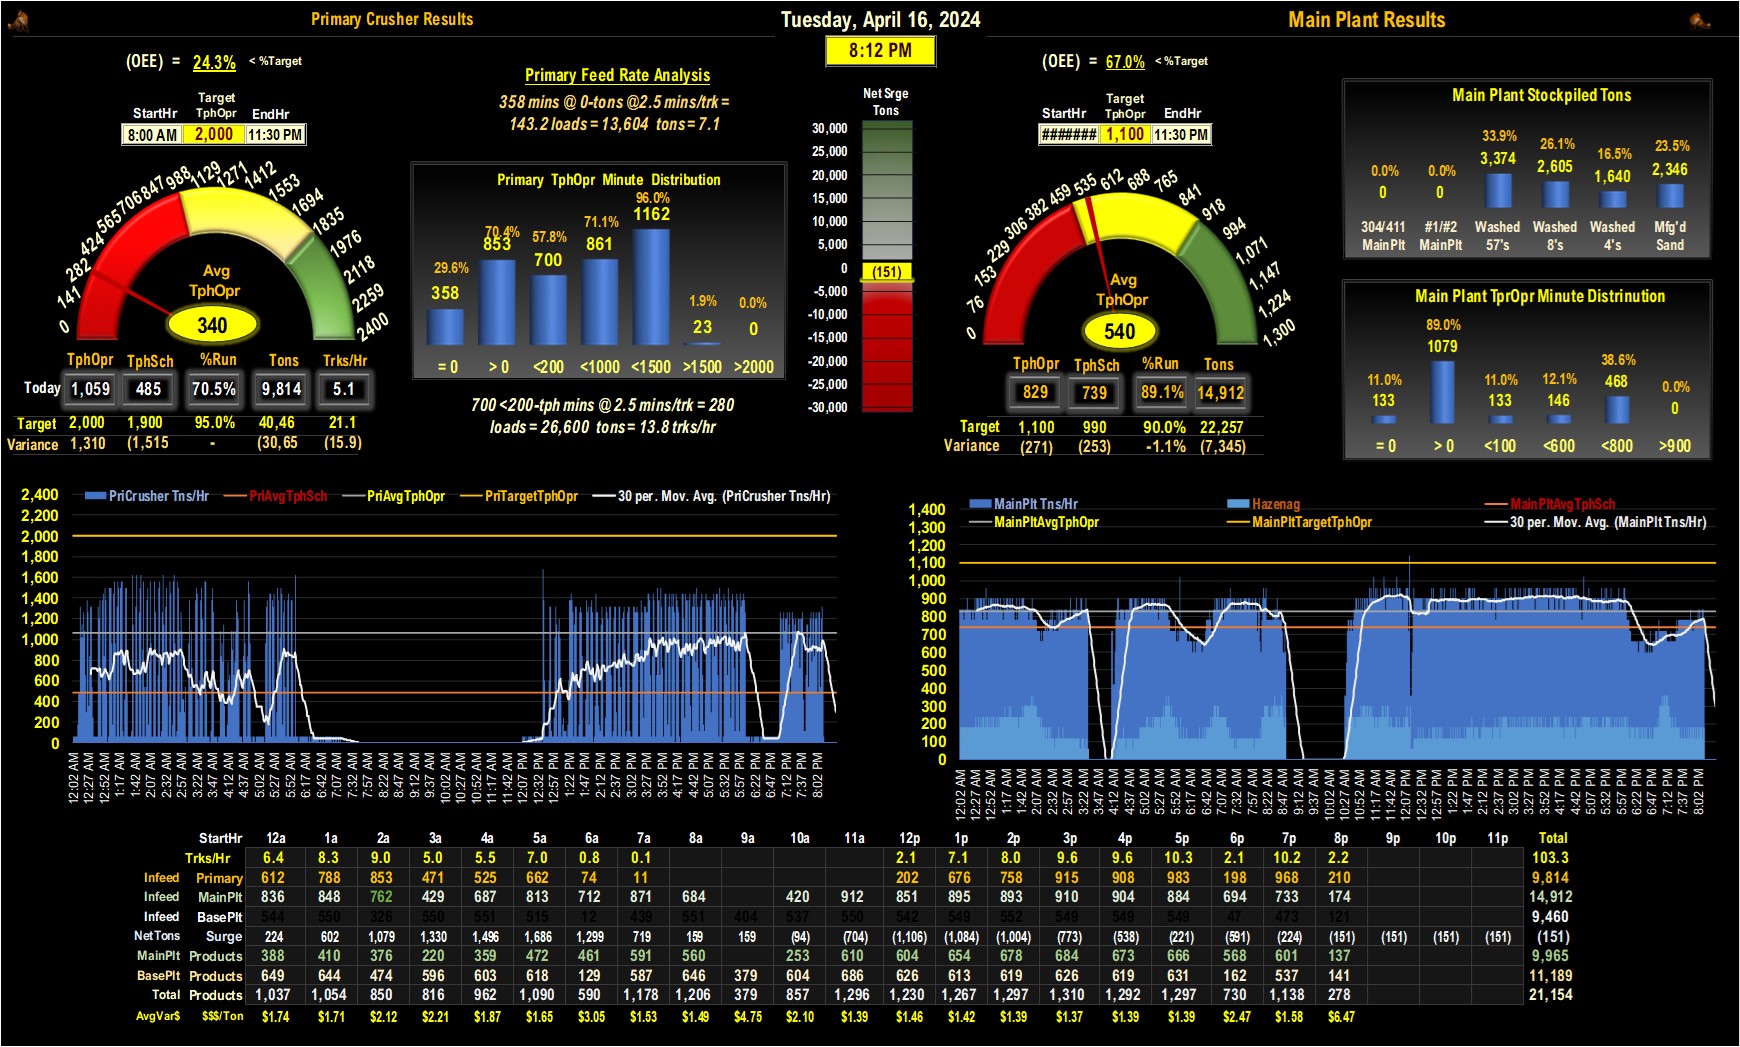 Primary Crusher Results
Tuesday, April 16, 2024
Main Plant Results
8:12 PM
(OEE) = 24.3% < %Target
Target
StartHr TphOpr EndHr
8:00 AM 2,000 11:30 PM
0 141 282 424 565 706 847 988 1129 1271 1412 1553 1694 1835 1976 2118 2259 2400
Avg
TphOpr
340
TphOpr TphSch %Run Tons Trks/Hr
Today 1,059 485 70.5% 9,814 5.1
Target 2,000 1,900 95.0% 40,46 21.1
Variance 1,310 (1,515 - (30,65 (15.9)
Primary Feed Rate Analysis
358 mins @ 0-tons @2.5 mins/trk =
143.2 loads = 13,604 tons = 7.1
Primary TphOpr Minute Distribution
29.6% 70.4% 57.8% 71.1% 96.0% 1.9% 0.0%
358 853 700 861 1162 23 0
= 0 > 0 <200 <1000 <1500 >1500 >2000
700 <200-tph mins @ 2.5 mins/trk = 280
loads = 26,600 tons = 13.8 trks/hr
Net Srge
Tons
30,000
25,000
20,000
15,000
10,000
5,000
0
(151)
-5,000
-10,000
-15,000
-20,000
-25,000
-30,000
(OEE) = 67.0% < %Target
Target
StartHr TphOpr EndHr
####### 1,100 11:30 PM
0 76 153 229 306 382 459 535 612 688 765 841 918 994 1,071 1,147 1,224 1,300
Avg
TphOpr
540
TphOpr TphSch %Run Tons
829 739 89.1% 14,912
Target 1,100 990 90.0% 22,257
Variance (271) (253) -1.1% (7,345)
Main Plant Stockpiled Tons
0.0% 0.0% 33.9% 26.1% 16.5% 23.5%
0 0 3,374 2,605 1,640 2,346
304/411 #1/#2 Washed Washed Washed Mfg'd
MainPlt MainPlt 57's 8's 4's Sand
Main Plant TprOpr Minute Distrinution
11.0% 89.0% 11.0% 12.1% 38.6% 0.0%
133 1079 133 146 468 0
= 0 > 0 <100 <600 <800 >900
PriCrusher Tns/Hr PriAvgTphSch PriAvgTphOpr PriTargetTphOpr 30 per. Mov. Avg. (PriCrusher Tns/Hr)
2,400
2,200
2,000
1,800
1,600
1,400
1,200
1,000
800
600
400
200
0
12:02 AM 12:27 AM 12:52 AM 1:17 AM 1:42 AM 2:07 AM 2:32 AM 2:57 AM 3:22 AM 3:47 AM 4:12 AM 4:37 AM 5:02 AM 5:27 AM 5:52 AM 6:17 AM 6:42 AM 7:07 AM 7:32 AM 7:57 AM 8:22 AM 8:47 AM 9:12 AM 9:37 AM 10:02 AM 10:27 AM 10:52 AM 11:17 AM 11:42 AM 12:07 PM 12:32 PM 12:57 PM 1:22 PM 1:47 PM 2:12 PM 2:37 PM 3:02 PM 3:27 PM 3:52 PM 4:17 PM 4:42 PM 5:07 PM 5:32 PM 5:57 PM 6:22 PM 6:47 PM 7:12 PM 7:37 PM 8:02 PM
MainPlt Tns/Hr Hazenag MainPltAvgTphSch
MainPltAvgTphOpr MainPltTargetTphOpr 30 per. Mov. Avg. (MainPlt Tns/Hr)
1,400
1,300
1,200
1,100
1,000
900
800
700
600
500
400
300
200
100
0
12:02 AM 12:27 AM 12:52 AM 1:17 AM 1:42 AM 2:07 AM 2:32 AM 2:57 AM 3:22 AM 3:47 AM 4:12 AM 4:37 AM 5:02 AM 5:27 AM 5:52 AM 6:17 AM 6:42 AM 7:07 AM 7:32 AM 7:57 AM 8:22 AM 8:47 AM 9:12 AM 9:37 AM 10:02 AM 10:27 AM 10:52 AM 11:17 AM 11:42 AM 12:07 PM 12:32 PM 12:57 PM 1:22 PM 1:47 PM 2:12 PM 2:37 PM 3:02 PM 3:27 PM 3:52 PM 4:17 PM 4:42 PM 5:07 PM 5:32 PM 5:57 PM 6:22 PM 6:47 PM 7:12 PM 7:37 PM 8:02 PM
StartHr 12a 1a 2a 3a 4a 5a 6a 7a 8a 9a 10a 11a 12p 1p 2p 3p 4p 5p 6p 7p 8p 9p 10p 11p Total
Trks/Hr 6.4 8.3 9.0 5.0 5.5 7.0 0.8 0.1 2.1 7.1 8.0 9.6 9.6 10.3 2.1 10.2 2.2 103.3
Infeed Primary 612 788 853 471 525 662 74 11 202 676 758 915 908 983 198 968 210 9,814
Infeed MainPlt 836 848 762 429 687 813 712 871 684 420 912 851 895 893 910 904 884 694 733 174 14,912
Infeed BasePlt 544 550 326 550 551 515 12 439 551 404 537 550 542 549 552 549 549 549 47 473 121 9,460
NetTons Surge 224 602 1,079 1,330 1,496 1,686 1,299 719 159 159 (94) (704) (1,106) (1,084) (1,004) (773) (538) (221) (591) (224) (151) (151) (151) (151) (151)
MainPlt Products 388 410 376 220 359 472 461 591 560 253 610 604 654 678 684 673 666 568 601 137 9,965
BasePlt Products 649 644 474 596 603 618 129 587 646 379 604 686 626 613 619 626 619 631 162 537 141 11,189
Total Products 1,037 1,054 850 816 962 1,090 590 1,178 1,206 379 857 1,296 1,230 1,267 1,297 1,310 1,292 1,297 730 1,138 278 21,154
AvgVar$ $$$/Ton $1.74 $1.71 $2.12 $2.21 $1.87 $1.65 $3.05 $1.53 $1.49 $4.75 $2.10 $1.39 $1.46 $1.42 $1.39 $1.37 $1.39 $1.39 $2.47 $1.58 $6.47